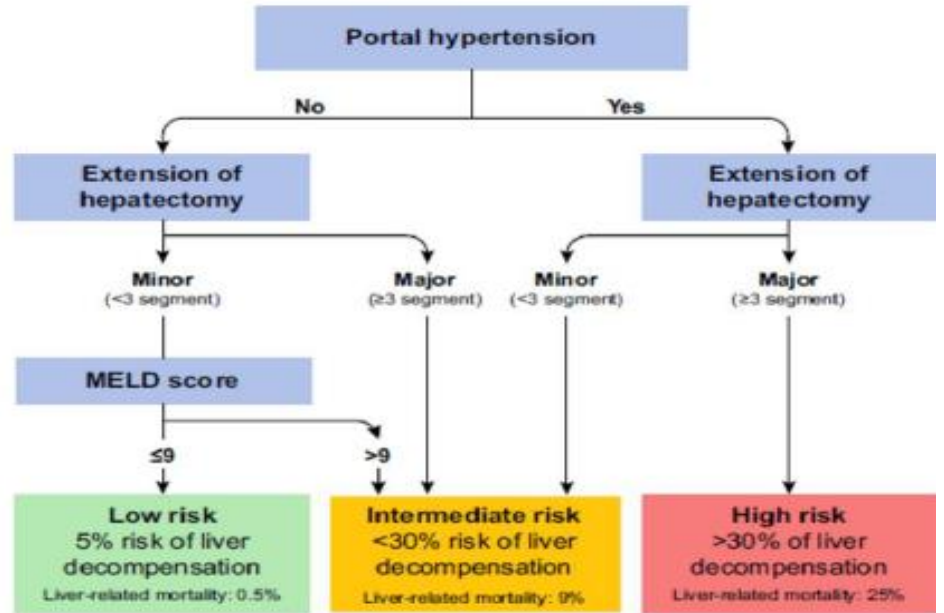 Portal hypertension
No
Yes
Extension of
hepatectomy
Extension of
hepatectomy
Minor
(<3 segment)
Major
(≥3 segment)
Minor
(<3 segment)
Major
(≥3 segment)
MELD score
≤9
>9
Low risk
5% risk of liver
decompensation
Liver-related mortality: 0.5%
Intermediate risk
<30% risk of liver
decompensation
Liver-related mortality: 9%
High risk
>30% of liver
decompensation
Liver-related mortality: 25%